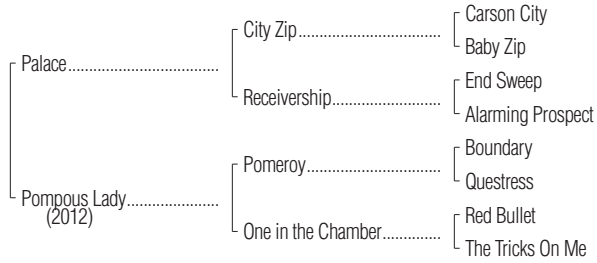 Carson City
City Zip
Baby Zip
Palace
End Sweep
Receivership
Alarming Prospect
Boundary
Pomeroy
Questress
Pompous Lady
(2012)
Red Bullet
One in the Chamber
The Tricks On Me